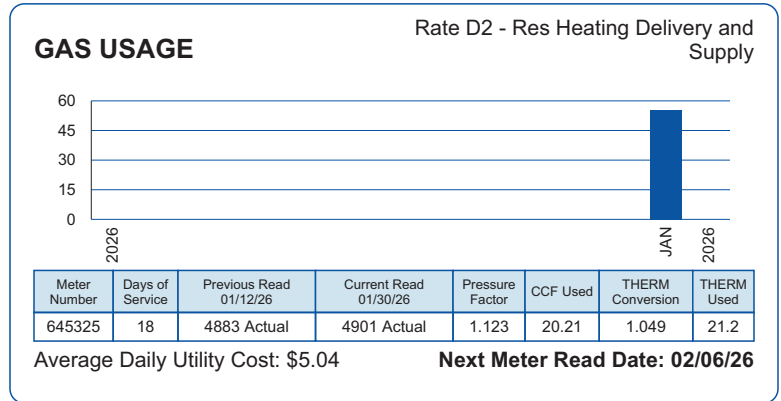 Rate D2 - Res Heating Delivery and
Supply
GAS USAGE
60
45
30
15
0
2026
JAN
2026
Meter Number Days of Service Previous Read 01/12/26 Current Read 01/30/26 Pressure Factor CCF Used THERM Conversion THERM Used
645325 18 4883 Actual 4901 Actual 1.123 20.21 1.049 21.2
Average Daily Utility Cost: $5.04 Next Meter Read Date: 02/06/26